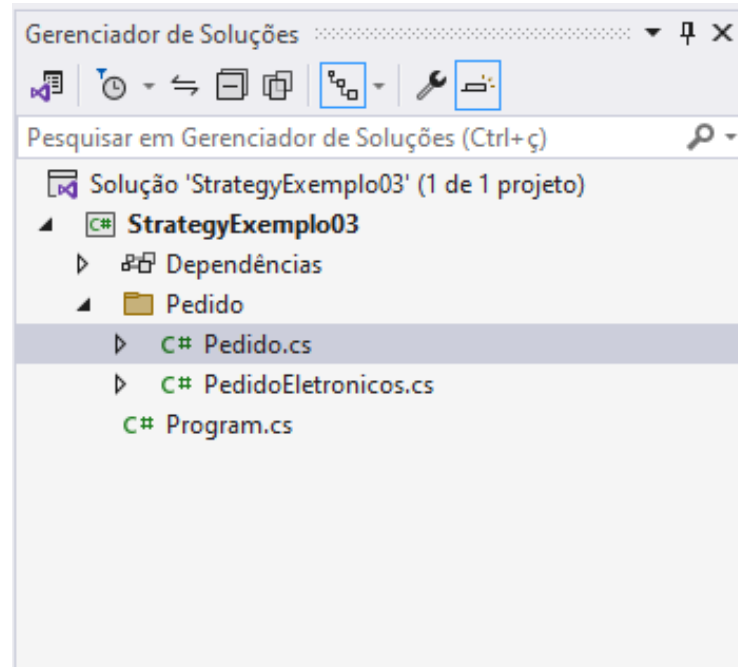 Gerenciador de Soluções
Pesquisar em Gerenciador de Soluções (Ctrl+ç)
Solução 'StrategyExemplo03' (1 de 1 projeto)
C# StrategyExemplo03
Dependências
Pedido
C# Pedido.cs
C# PedidoEletronicos.cs
C# Program.cs